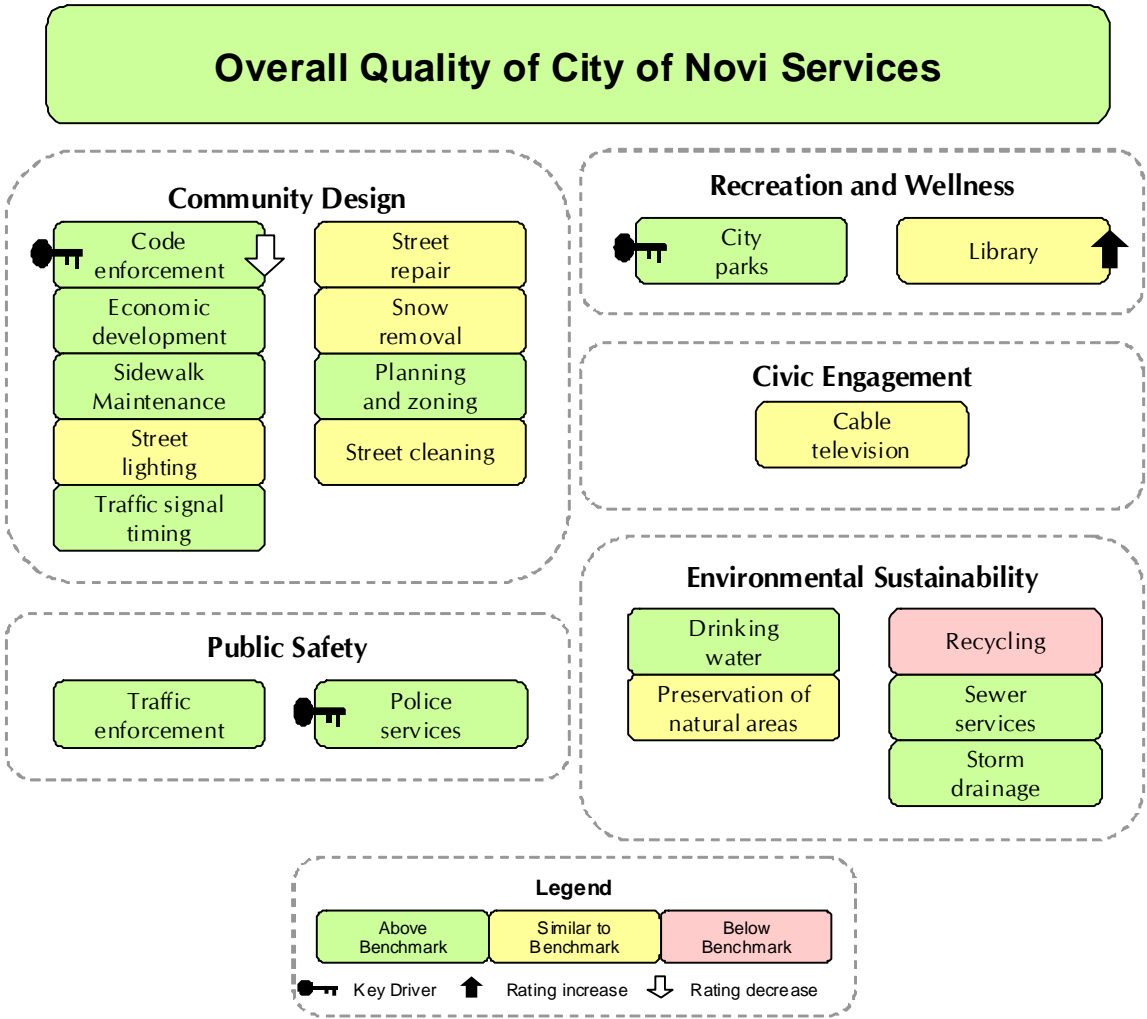 Overall Quality of City of Novi Services
Community Design
Code
enforcement
Economic
development
Sidewalk
Maintenance
Street
lighting
Traffic signal
timing
Street
repair
Snow
removal
Planning
and zoning
Street cleaning
Public Safety
Traffic
enforcement
Police
services
Recreation and Wellness
City
parks
Library
Civic Engagement
Cable
television
Environmental Sustainability
Drinking
water
Preservation of
natural areas
Recycling
Sewer
services
Storm
drainage
Legend
Above
Benchmark
Similar to
Benchmark
Below
Benchmark
Key Driver
Rating increase
Rating decrease